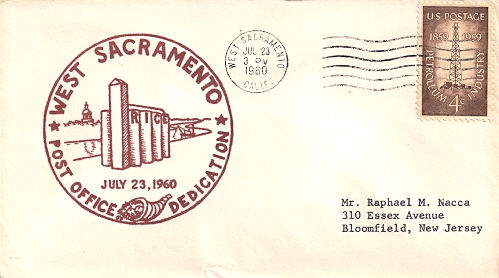 WEST SACRAMENTO
RICE
JULY 23, 1960
POST OFFICE DEDICATION
WEST SACRAMENTO
JUL 23
3 PM
1960
CALIF.
U.S. POSTAGE
1859 1959
PETROLEUM INDUSTRY
4¢
Mr. Raphael M. Nacca
310 Essex Avenue
Bloomfield, New Jersey